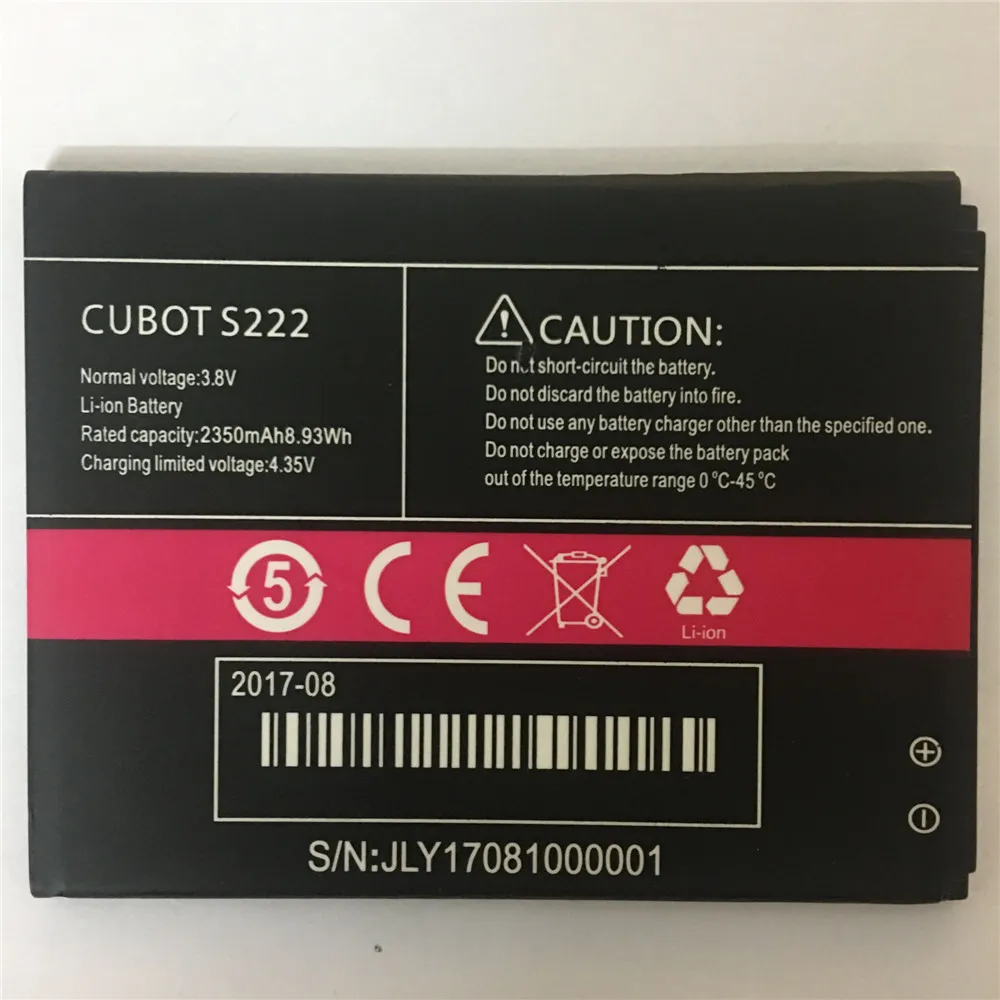 CUBOT S222
Normal voltage:3.8V
Li-ion Battery
Rated capacity:2350mAh8.93Wh
Charging limited voltage:4.35V
CAUTION:
Do not short-circuit the battery.
Do not discard the battery into fire.
Do not use any battery charger other than the specified one.
Do not charge or expose the battery pack
out of the temperature range 0 °C-45 °C
5
CE
Li-ion
2017-08
S/N:JLY17081000001